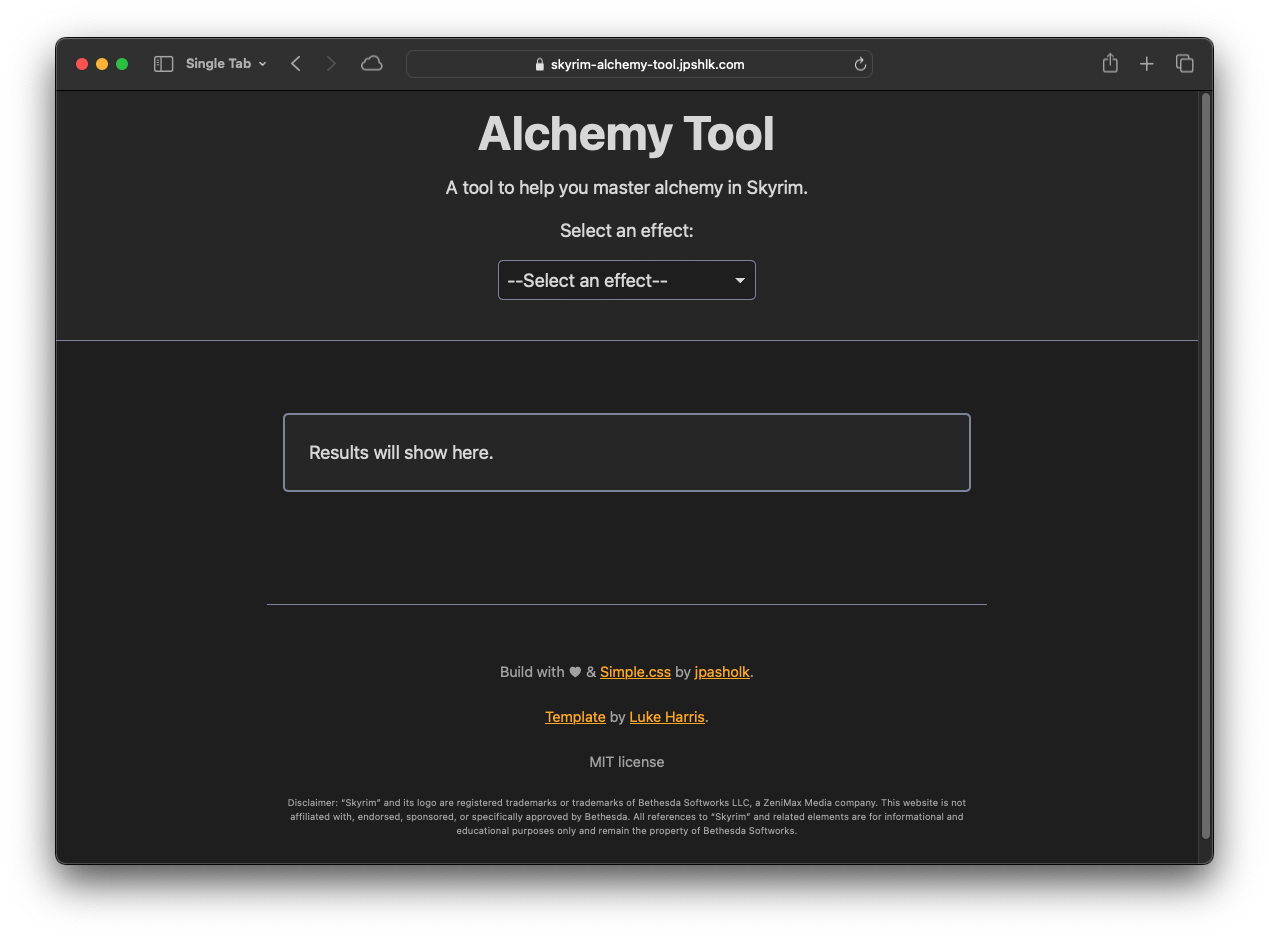 Single Tab
skyrim-alchemy-tool.jpshlk.com
Alchemy Tool
A tool to help you master alchemy in Skyrim.
Select an effect:
--Select an effect--
Results will show here.
Build with ♥ & Simple.css by jpasholk.
Template by Luke Harris.
MIT license
Disclaimer: “Skyrim” and its logo are registered trademarks or trademarks of Bethesda Softworks LLC, a ZeniMax Media company. This website is not
affiliated with, endorsed, sponsored, or specifically approved by Bethesda. All references to “Skyrim” and related elements are for informational and
educational purposes only and remain the property of Bethesda Softworks.